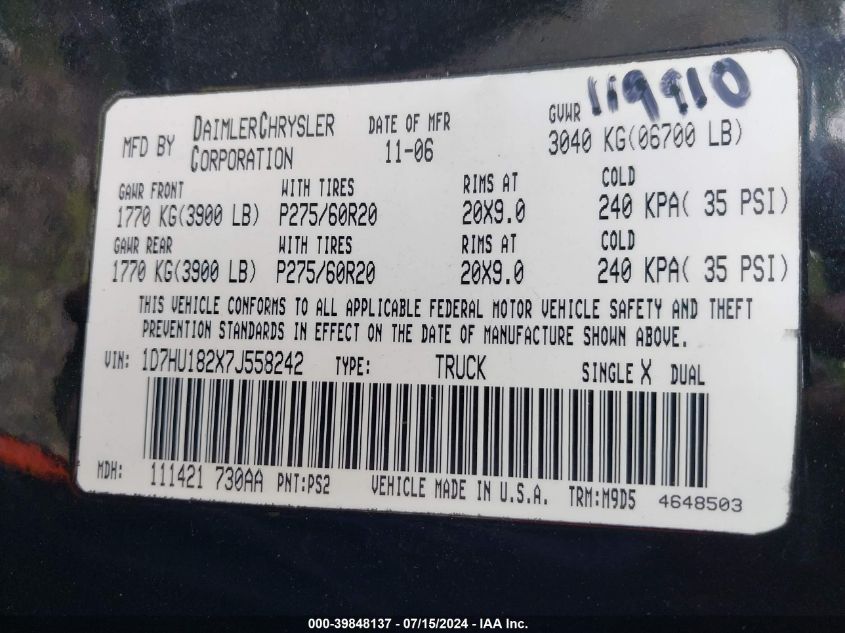 119910
MFD BY DAIMLERCHRYSLER CORPORATION DATE OF MFR 11-06 GVWR 3040 KG(06700 LB)
GAWR FRONT WITH TIRES RIMS AT COLD
1770 KG(3900 LB) P275/60R20 20X9.0 240 KPA( 35 PSI)
GAWR REAR WITH TIRES RIMS AT COLD
1770 KG(3900 LB) P275/60R20 20X9.0 240 KPA( 35 PSI)
THIS VEHICLE CONFORMS TO ALL APPLICABLE FEDERAL MOTOR VEHICLE SAFETY AND THEFT
PREVENTION STANDARDS IN EFFECT ON THE DATE OF MANUFACTURE SHOWN ABOVE.
VIN: 1D7HU182X7J558242 TYPE: TRUCK SINGLE X DUAL
MDH: 111421 730AA PNT:PS2 VEHICLE MADE IN U.S.A. TRM:M9D5 4648503
000-39848137 - 07/15/2024 - IAA Inc.